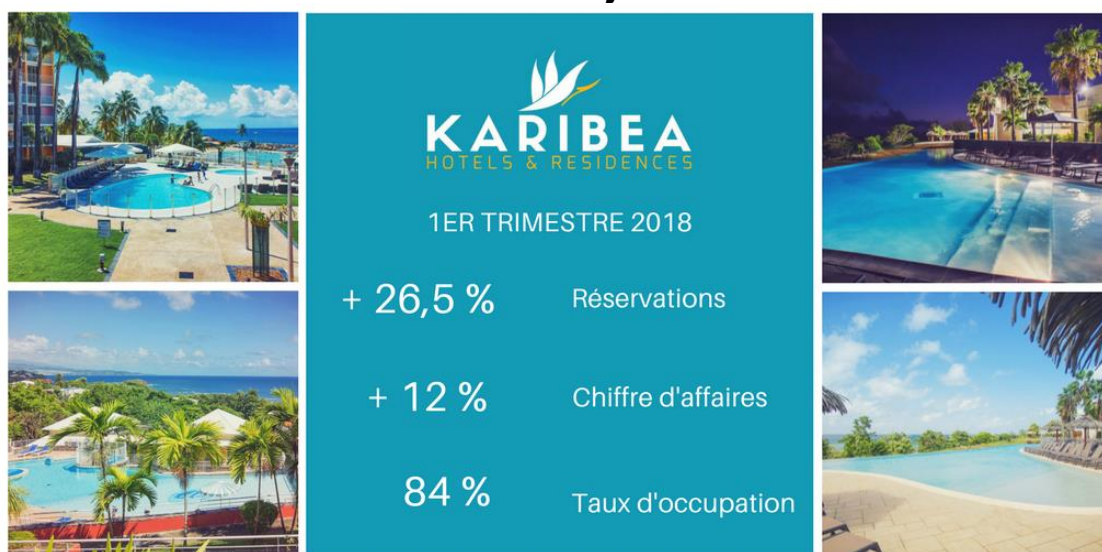 KARIBEA
HOTELS & RESIDENCES
1ER TRIMESTRE 2018
+ 26,5 % Réservations
+ 12 % Chiffre d'affaires
84 % Taux d'occupation